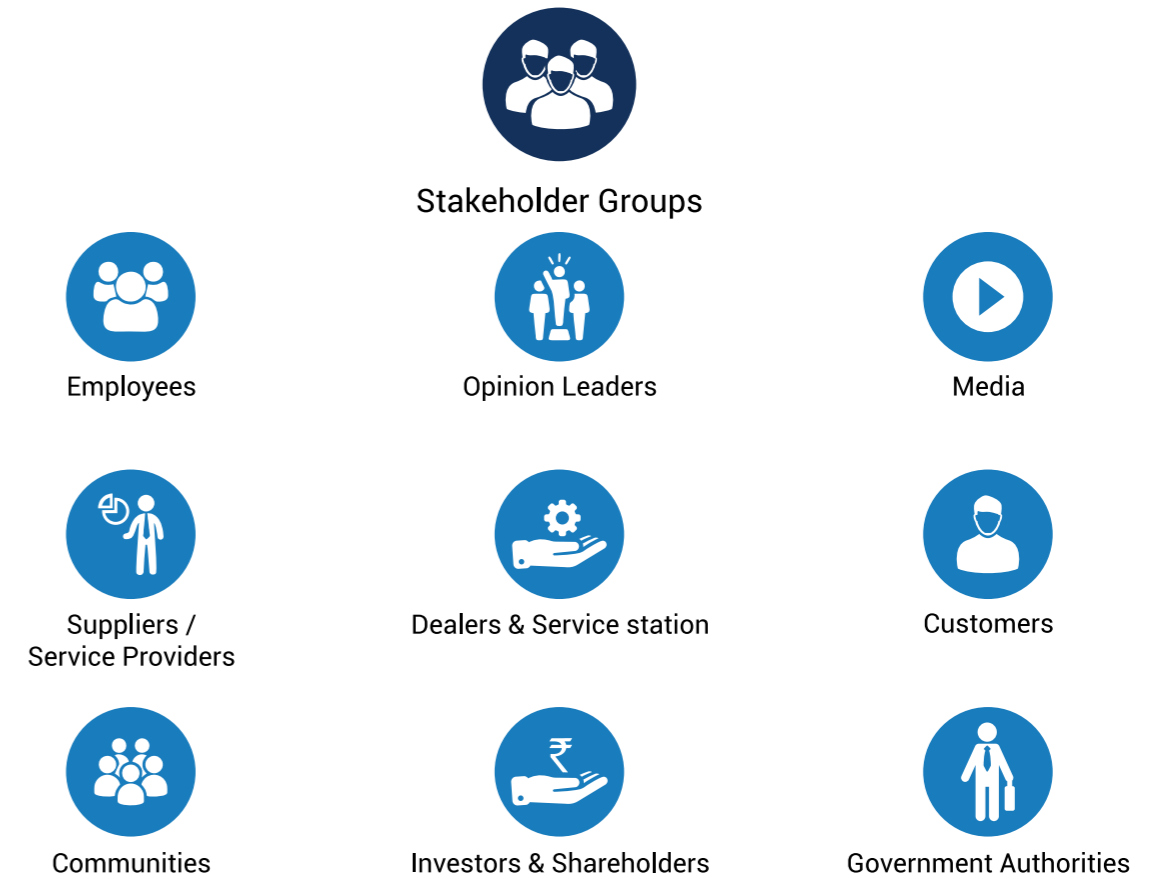 Stakeholder Groups
Employees
Opinion Leaders
Media
Suppliers /
Service Providers
Dealers & Service station
Customers
₹
Communities
Investors & Shareholders
Government Authorities